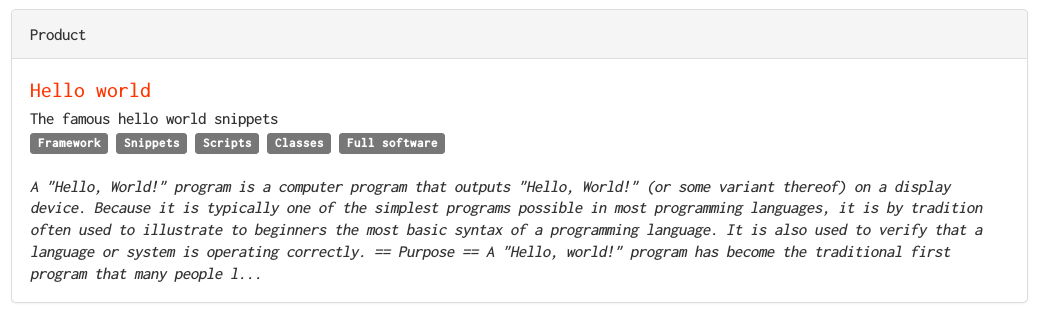 Product
Hello world
The famous hello world snippets
Framework Snippets Scripts Classes Full software
A "Hello, World!" program is a computer program that outputs "Hello, World!" (or some variant thereof) on a display
device. Because it is typically one of the simplest programs possible in most programming languages, it is by tradition
often used to illustrate to beginners the most basic syntax of a programming language. It is also used to verify that a
language or system is operating correctly. == Purpose == A "Hello, world!" program has become the traditional first
program that many people l...